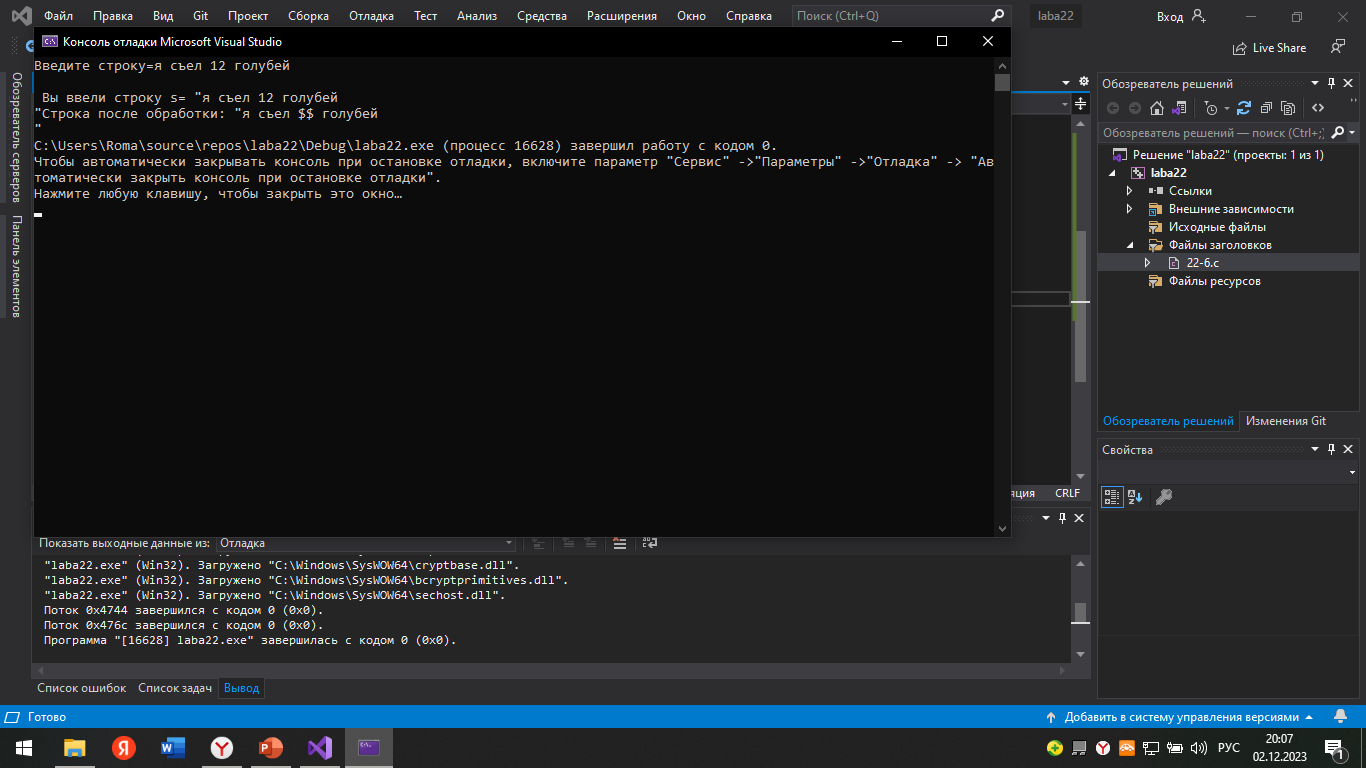 Файл Правка Вид Git Проект Сборка Отладка Тест Анализ Средства Расширения Окно Справка Поиск (Ctrl+Q) laba22 Вход
Live Share
Консоль отладки Microsoft Visual Studio
Введите строку=я съел 12 голубей
Вы ввели строку s= "я съел 12 голубей
"Строка после обработки: "я съел $$ голубей
"
C:\Users\Roma\source\repos\laba22\Debug\laba22.exe (процесс 16628) завершил работу с кодом 0.
Чтобы автоматически закрывать консоль при остановке отладки, включите параметр "Сервис" ->"Параметры" ->"Отладка" -> "Ав
томатически закрыть консоль при остановке отладки".
Нажмите любую клавишу, чтобы закрыть это окно…
Обозреватель серверов
Панель элементов
Обозреватель решений
Обозреватель решений — поиск (Ctrl+;)
Решение "laba22" (проекты: 1 из 1)
laba22
Ссылки
Внешние зависимости
Исходные файлы
Файлы заголовков
22-6.c
Файлы ресурсов
Обозреватель решений Изменения Git
Свойства
CRLF
Показать выходные данные из: Отладка
"laba22.exe" (Win32). Загружено "C:\Windows\SysWOW64\cryptbase.dll".
"laba22.exe" (Win32). Загружено "C:\Windows\SysWOW64\bcryptprimitives.dll".
"laba22.exe" (Win32). Загружено "C:\Windows\SysWOW64\sechost.dll".
Поток 0x4744 завершился с кодом 0 (0x0).
Поток 0x476c завершился с кодом 0 (0x0).
Программа "[16628] laba22.exe" завершилась с кодом 0 (0x0).
Список ошибок Список задач Вывод
Готово
Добавить в систему управления версиями
РУС
20:07
02.12.2023
1